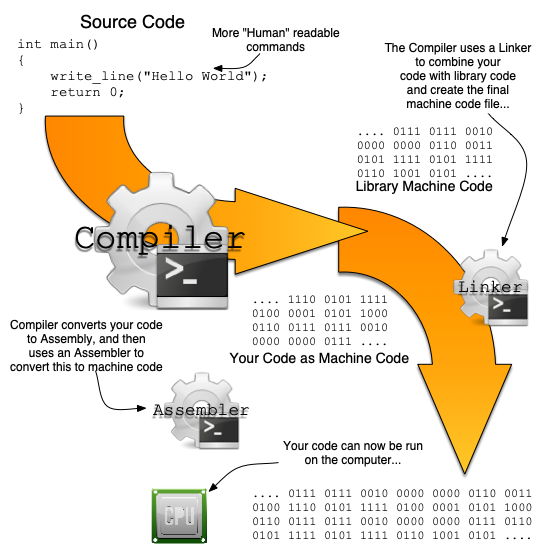 Source Code
int main()
{
    write_line("Hello World");
    return 0;
}
More "Human" readable
commands
The Compiler uses a Linker
to combine your
code with library code
and create the final
machine code file...
.... 0111 0111 0010
0000 0000 0110 0011
0101 1111 0101 1111
0110 1001 0101 ....
Library Machine Code
Compiler
>_
Linker
>_
.... 1110 0101 1111
0100 0001 0101 1000
0110 0111 0111 0010
0000 0000 0111 ....
Your Code as Machine Code
Compiler converts your code
to Assembly, and then
uses an Assembler to
convert this to machine code
Assembler
>_
Your code can now be run
on the computer...
CPU
.... 0111 0111 0010 0000 0000 0110 0011
0100 1110 0101 1111 0100 0001 0101 1000
0110 0111 0111 0010 0000 0000 0111 0110
0101 1111 0101 1111 0110 1001 0101 ....